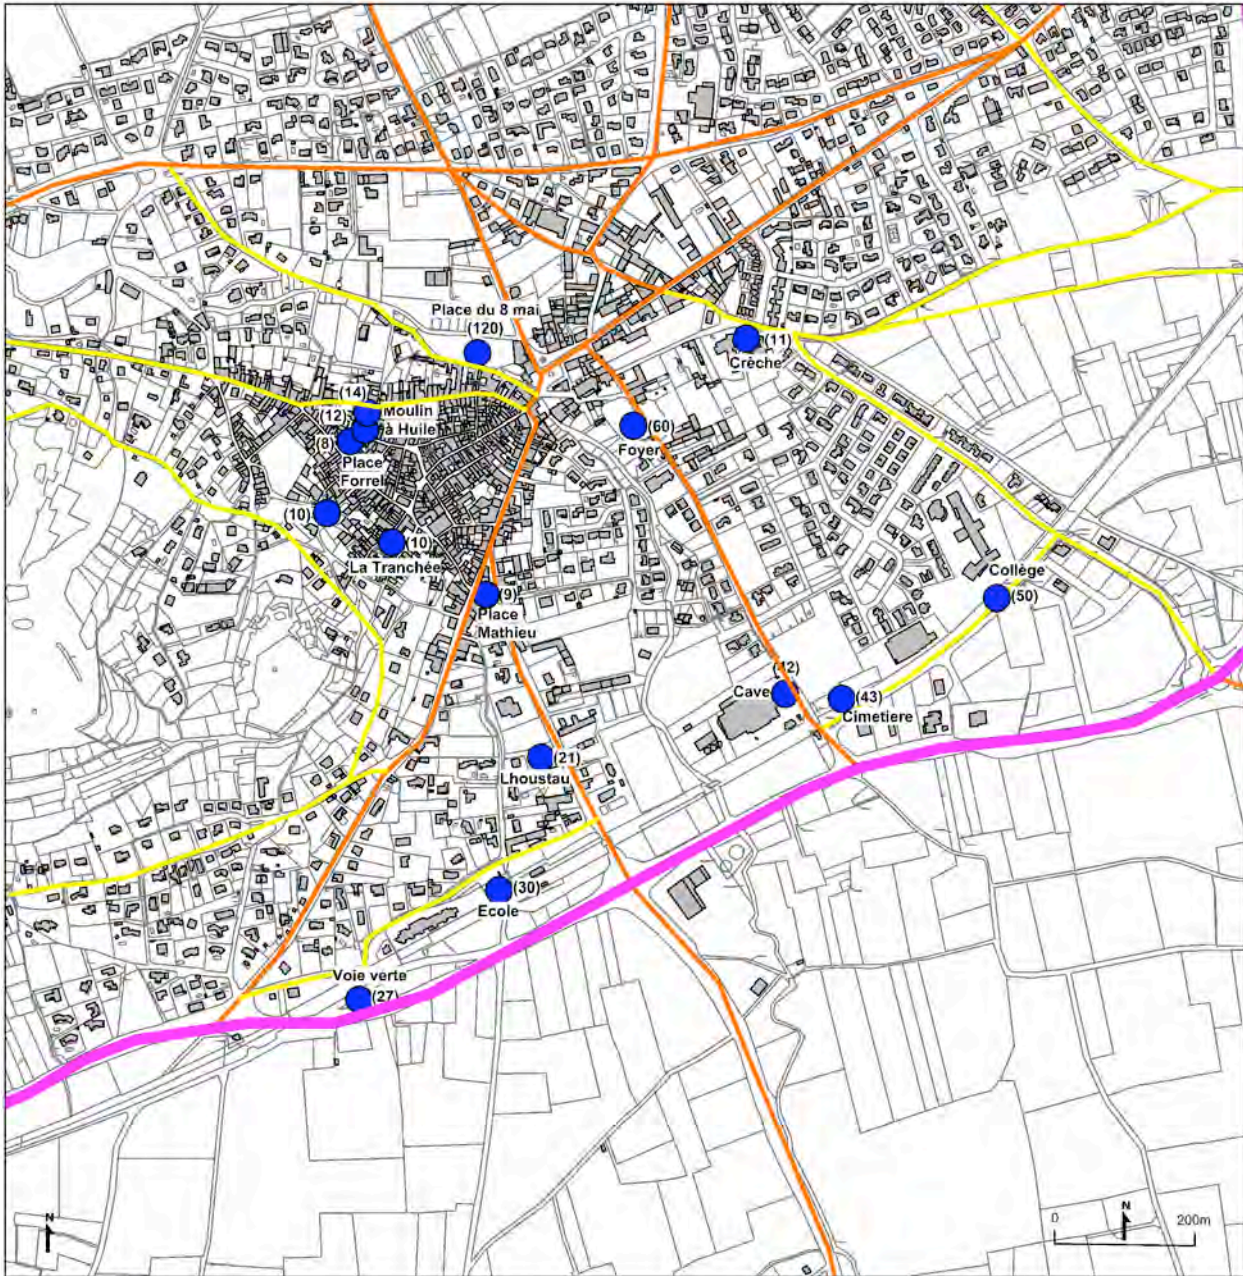 Place du 8 mai
(120)
(11)
Crèche
(14)
Moulin
(12)
à Huile
(8)
Place
Forrel
(60)
Foyer
(10)
(10)
La Tranchée
Collège
(50)
(9)
Place
Mathieu
(42)
Cave
(43)
Cimetiere
(21)
Lhoustau
(30)
Ecole
Voie verte
(27)
N
N
0
200m